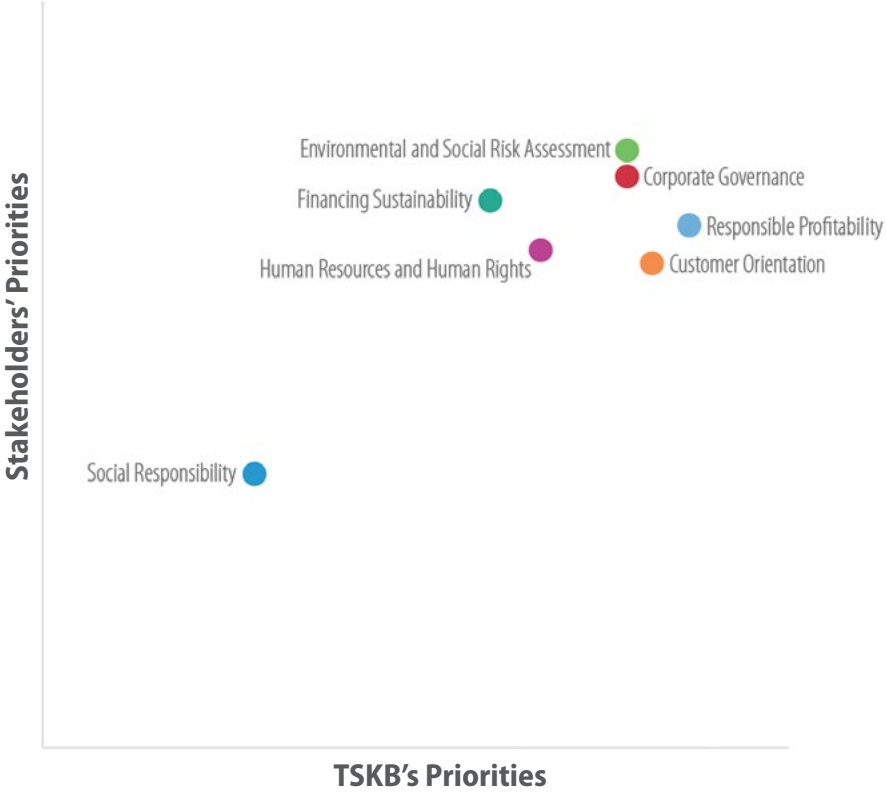 Environmental and Social Risk Assessment
Corporate Governance
Financing Sustainability
Responsible Profitability
Customer Orientation
Human Resources and Human Rights
Social Responsibility
Stakeholders’ Priorities
TSKB’s Priorities